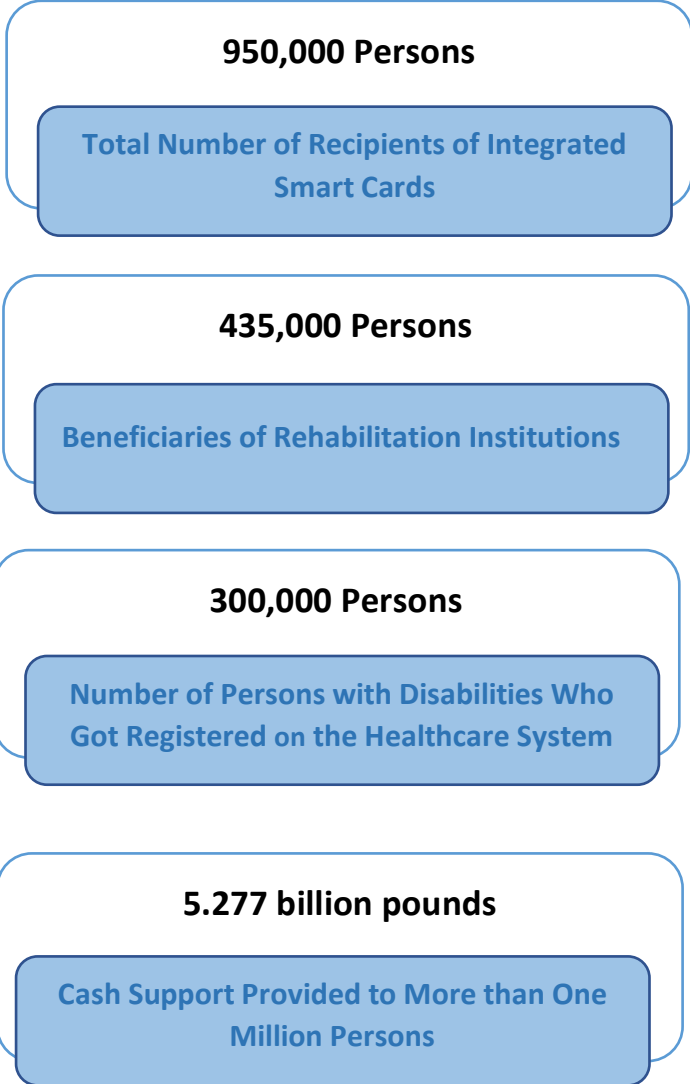 950,000 Persons
Total Number of Recipients of Integrated
Smart Cards
435,000 Persons
Beneficiaries of Rehabilitation Institutions
300,000 Persons
Number of Persons with Disabilities Who
Got Registered on the Healthcare System
5.277 billion pounds
Cash Support Provided to More than One
Million Persons